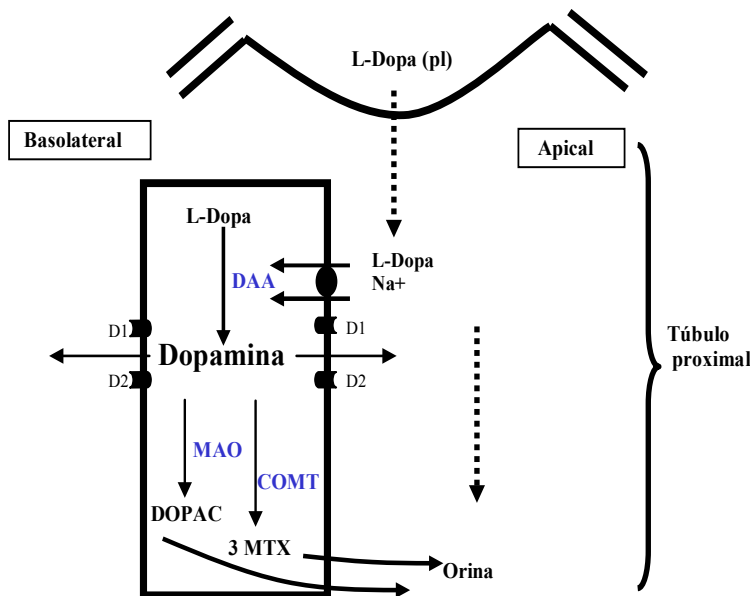 L-Dopa (pl)
Basolateral
Apical
L-Dopa
L-Dopa
Na+
DAA
D1
D1
Dopamina
D2
D2
Túbulo
proximal
MAO
COMT
DOPAC
3 MTX
Orina